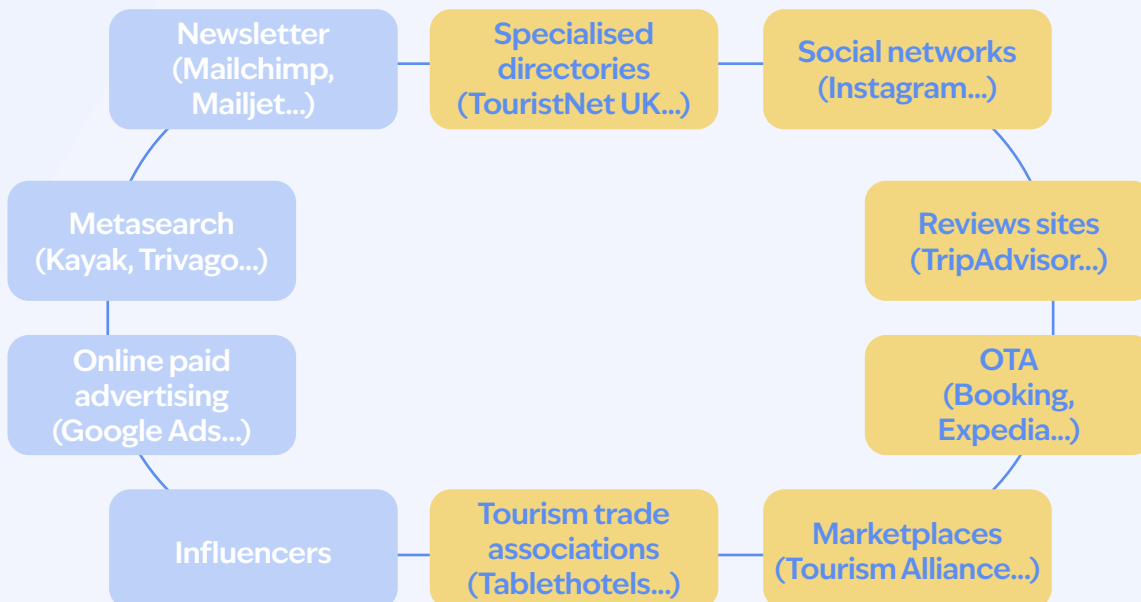 Newsletter
(Mailchimp,
Mailjet...)
Specialised
directories
(TouristNet UK...)
Social networks
(Instagram...)
Metasearch
(Kayak, Trivago...)
Reviews sites
(TripAdvisor...)
Online paid
advertising
(Google Ads...)
OTA
(Booking,
Expedia...)
Influencers
Tourism trade
associations
(Tablethotels...)
Marketplaces
(Tourism Alliance...)